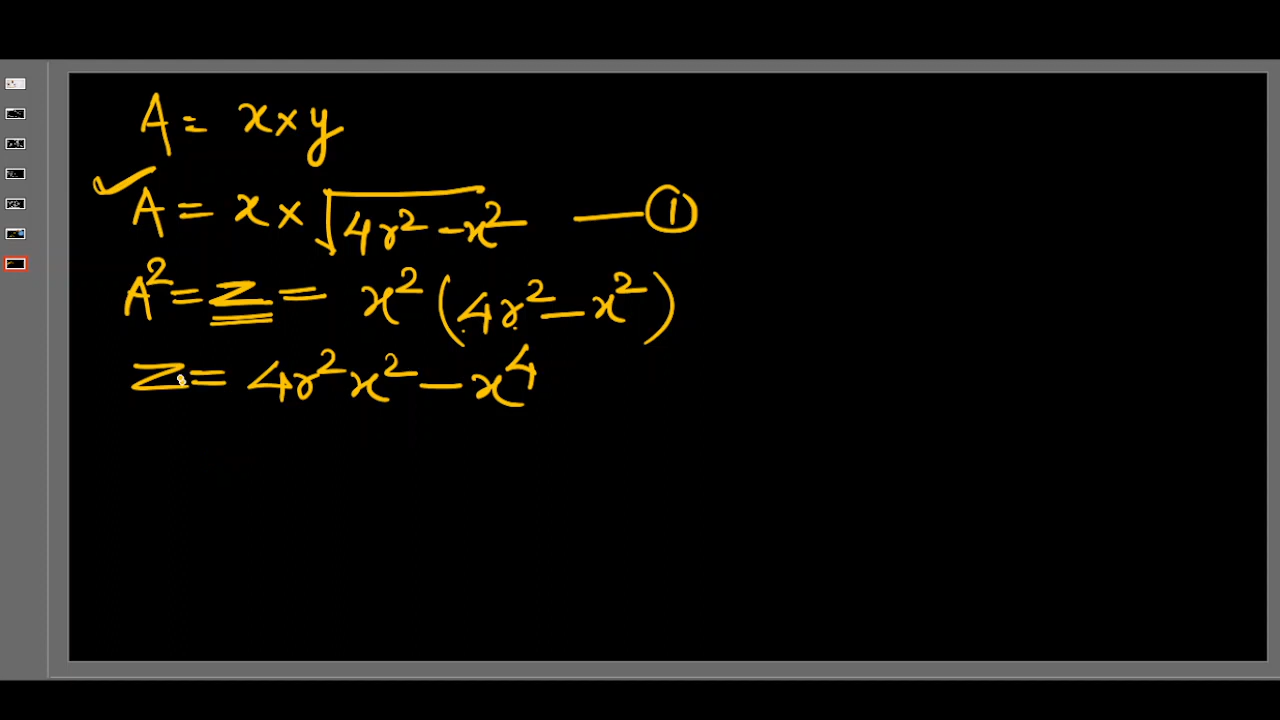 A = x × y
✓ A = x × √(4r² - x²) — ①
A² = Z = x² (4r² - x²)
Z = 4r²x² - x⁴